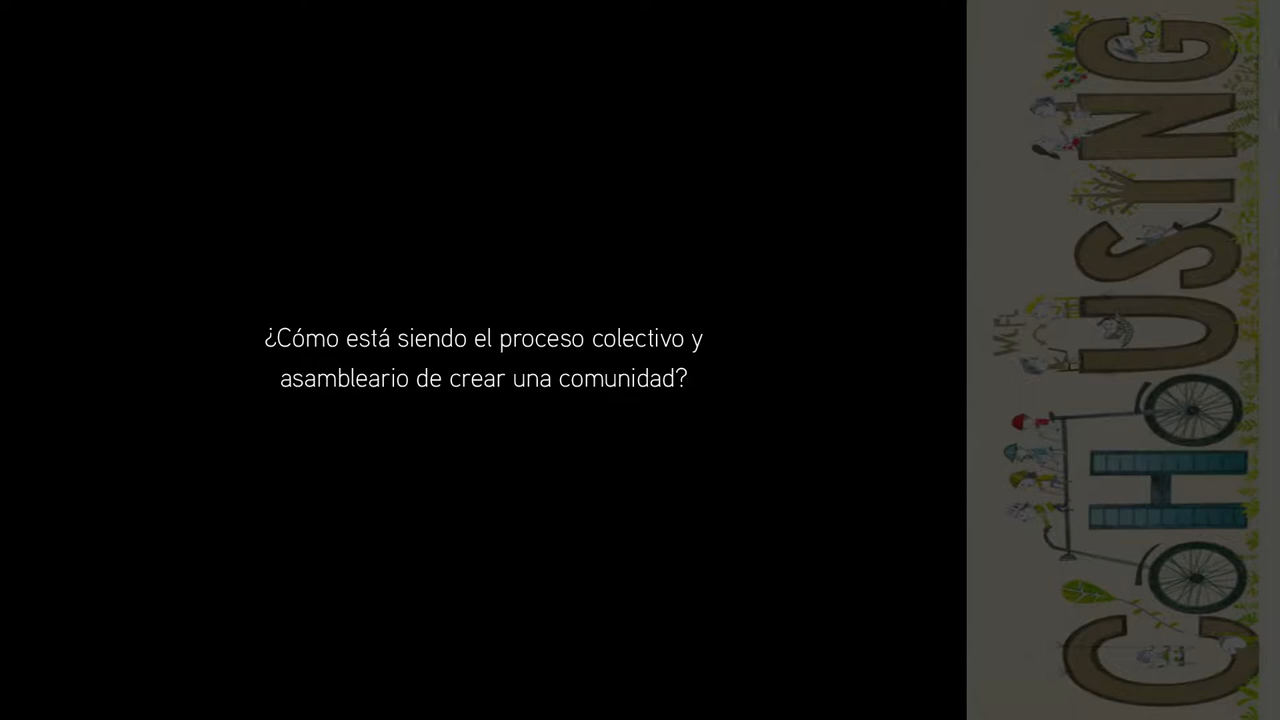 ¿Cómo está siendo el proceso colectivo y
asambleario de crear una comunidad?
COHOUSING